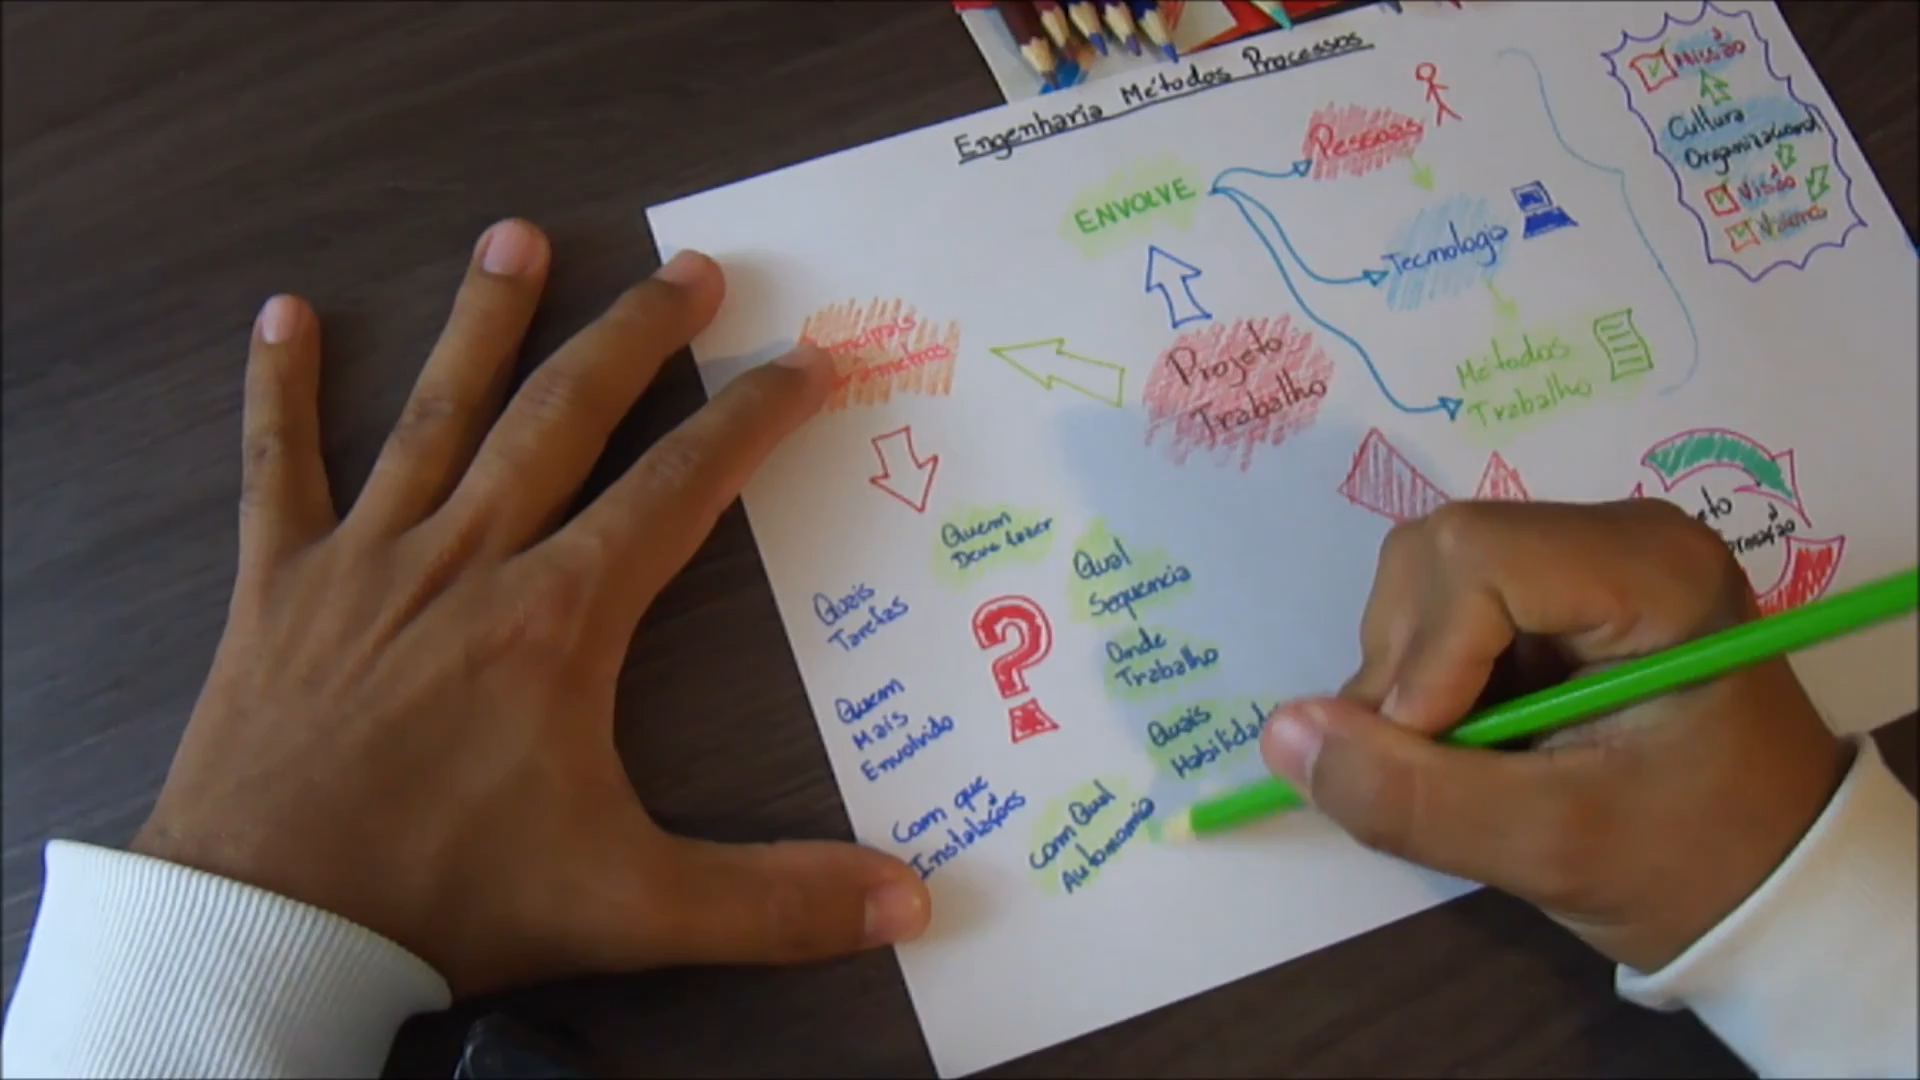 Engenharia Métodos Processos
Missão
Cultura
Organizacional
Visão
Valores
ENVOLVE
Pessoas
Tecnologia
Métodos
Trabalho
Projeto
Trabalho
Quem
Deve fazer
Quais
Tarefas
Qual
Sequencia
Onde
Trabalho
Quem
Mais
Envolvido
Quais
Com que
Instalações
Com Qual
Autonomia